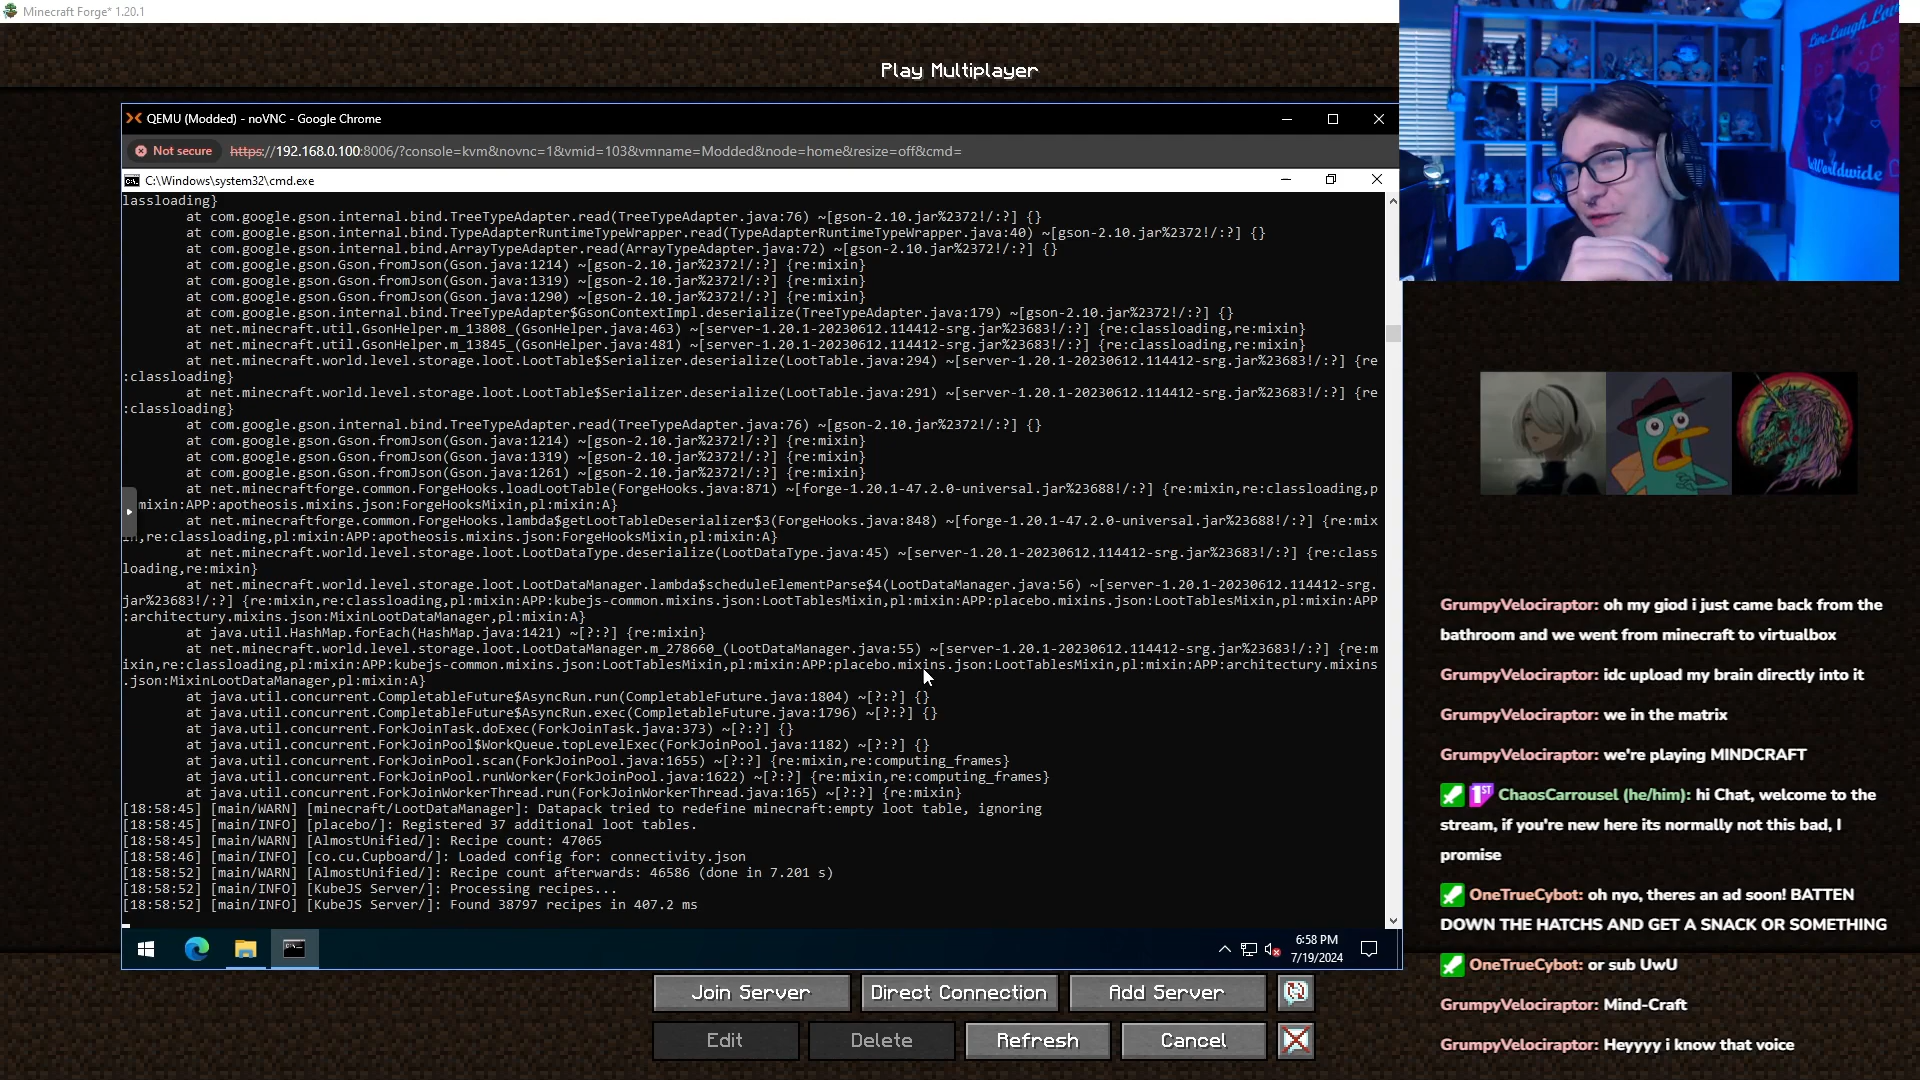 Minecraft Forge* 1.20.1
Play Multiplayer
QEMU (Modded) - noVNC - Google Chrome
Not secure https://192.168.0.100:8006/?console=kvm&novnc=1&vmid=103&vmname=Modded&node=home&resize=off&cmd=
C:\Windows\system32\cmd.exe
lassloading}
at com.google.gson.internal.bind.TreeTypeAdapter.read(TreeTypeAdapter.java:76) ~[gson-2.10.jar%2372!/:?] {}
at com.google.gson.internal.bind.TypeAdapterRuntimeTypeWrapper.read(TypeAdapterRuntimeTypeWrapper.java:40) ~[gson-2.10.jar%2372!/:?] {}
at com.google.gson.internal.bind.ArrayTypeAdapter.read(ArrayTypeAdapter.java:72) ~[gson-2.10.jar%2372!/:?] {}
at com.google.gson.Gson.fromJson(Gson.java:1214) ~[gson-2.10.jar%2372!/:?] {re:mixin}
at com.google.gson.Gson.fromJson(Gson.java:1319) ~[gson-2.10.jar%2372!/:?] {re:mixin}
at com.google.gson.Gson.fromJson(Gson.java:1290) ~[gson-2.10.jar%2372!/:?] {re:mixin}
at com.google.gson.internal.bind.TreeTypeAdapter$GsonContextImpl.deserialize(TreeTypeAdapter.java:179) ~[gson-2.10.jar%2372!/:?] {}
at net.minecraft.util.GsonHelper.m_13808_(GsonHelper.java:463) ~[server-1.20.1-20230612.114412-srg.jar%23683!/:?] {re:classloading,re:mixin}
at net.minecraft.util.GsonHelper.m_13845_(GsonHelper.java:481) ~[server-1.20.1-20230612.114412-srg.jar%23683!/:?] {re:classloading,re:mixin}
at net.minecraft.world.level.storage.loot.LootTable$Serializer.deserialize(LootTable.java:294) ~[server-1.20.1-20230612.114412-srg.jar%23683!/:?] {re
:classloading}
at net.minecraft.world.level.storage.loot.LootTable$Serializer.deserialize(LootTable.java:291) ~[server-1.20.1-20230612.114412-srg.jar%23683!/:?] {re
:classloading}
at com.google.gson.internal.bind.TreeTypeAdapter.read(TreeTypeAdapter.java:76) ~[gson-2.10.jar%2372!/:?] {}
at com.google.gson.Gson.fromJson(Gson.java:1214) ~[gson-2.10.jar%2372!/:?] {re:mixin}
at com.google.gson.Gson.fromJson(Gson.java:1319) ~[gson-2.10.jar%2372!/:?] {re:mixin}
at com.google.gson.Gson.fromJson(Gson.java:1261) ~[gson-2.10.jar%2372!/:?] {re:mixin}
at net.minecraftforge.common.ForgeHooks.loadLootTable(ForgeHooks.java:871) ~[forge-1.20.1-47.2.0-universal.jar%23688!/:?] {re:mixin,re:classloading,p
mixin:APP:apotheosis.mixins.json:ForgeHooksMixin,pl:mixin:A}
at net.minecraftforge.common.ForgeHooks.lambda$getLootTableDeserializer$3(ForgeHooks.java:848) ~[forge-1.20.1-47.2.0-universal.jar%23688!/:?] {re:mix
in,re:classloading,pl:mixin:APP:apotheosis.mixins.json:ForgeHooksMixin,pl:mixin:A}
at net.minecraft.world.level.storage.loot.LootDataType.deserialize(LootDataType.java:45) ~[server-1.20.1-20230612.114412-srg.jar%23683!/:?] {re:class
loading,re:mixin}
at net.minecraft.world.level.storage.loot.LootDataManager.lambda$scheduleElementParse$4(LootDataManager.java:56) ~[server-1.20.1-20230612.114412-srg.
jar%23683!/:?] {re:mixin,re:classloading,pl:mixin:APP:kubejs-common.mixins.json:LootTablesMixin,pl:mixin:APP:placebo.mixins.json:LootTablesMixin,pl:mixin:APP
:architectury.mixins.json:MixinLootDataManager,pl:mixin:A}
at java.util.HashMap.forEach(HashMap.java:1421) ~[?:?] {re:mixin}
at net.minecraft.world.level.storage.loot.LootDataManager.m_278660_(LootDataManager.java:55) ~[server-1.20.1-20230612.114412-srg.jar%23683!/:?] {re:m
ixin,re:classloading,pl:mixin:APP:kubejs-common.mixins.json:LootTablesMixin,pl:mixin:APP:placebo.mixins.json:LootTablesMixin,pl:mixin:APP:architectury.mixins
.json:MixinLootDataManager,pl:mixin:A}
at java.util.concurrent.CompletableFuture$AsyncRun.run(CompletableFuture.java:1804) ~[?:?] {}
at java.util.concurrent.CompletableFuture$AsyncRun.exec(CompletableFuture.java:1796) ~[?:?] {}
at java.util.concurrent.ForkJoinTask.doExec(ForkJoinTask.java:373) ~[?:?] {}
at java.util.concurrent.ForkJoinPool$WorkQueue.topLevelExec(ForkJoinPool.java:1182) ~[?:?] {}
at java.util.concurrent.ForkJoinPool.scan(ForkJoinPool.java:1655) ~[?:?] {re:mixin,re:computing_frames}
at java.util.concurrent.ForkJoinPool.runWorker(ForkJoinPool.java:1622) ~[?:?] {re:mixin,re:computing_frames}
at java.util.concurrent.ForkJoinWorkerThread.run(ForkJoinWorkerThread.java:165) ~[?:?] {re:mixin}
[18:58:45] [main/WARN] [minecraft/LootDataManager]: Datapack tried to redefine minecraft:empty loot table, ignoring
[18:58:45] [main/INFO] [placebo/]: Registered 37 additional loot tables.
[18:58:45] [main/WARN] [AlmostUnified/]: Recipe count: 47065
[18:58:46] [main/INFO] [co.cu.Cupboard/]: Loaded config for: connectivity.json
[18:58:52] [main/WARN] [AlmostUnified/]: Recipe count afterwards: 46586 (done in 7.201 s)
[18:58:52] [main/INFO] [KubeJS Server/]: Processing recipes...
[18:58:52] [main/INFO] [KubeJS Server/]: Found 38797 recipes in 407.2 ms
6:58 PM
7/19/2024
Join Server
Direct Connection
Add Server
Edit
Delete
Refresh
Cancel
Live Laugh Love
Worldwide
GrumpyVelociraptor: oh my giod i just came back from the
bathroom and we went from minecraft to virtualbox
GrumpyVelociraptor: idc upload my brain directly into it
GrumpyVelociraptor: we in the matrix
GrumpyVelociraptor: we're playing MINDCRAFT
1ST ChaosCarrousel (he/him): hi Chat, welcome to the
stream, if you're new here its normally not this bad, I
promise
OneTrueCybot: oh nyo, theres an ad soon! BATTEN
DOWN THE HATCHS AND GET A SNACK OR SOMETHING
OneTrueCybot: or sub UwU
GrumpyVelociraptor: Mind-Craft
GrumpyVelociraptor: Heyyyy i know that voice